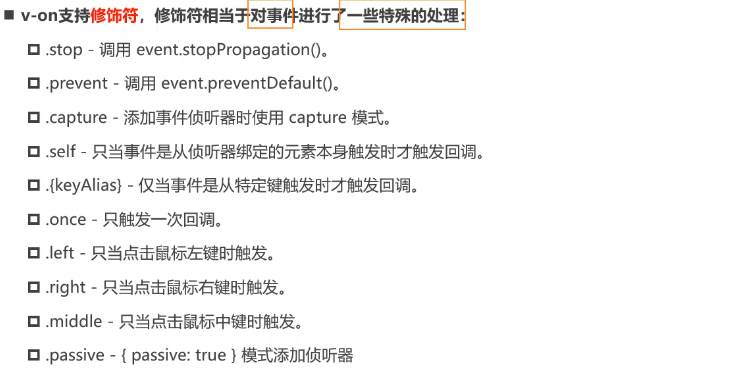 v-on支持修饰符，修饰符相当于对事件进行了一些特殊的处理：
.stop - 调用 event.stopPropagation()。
.prevent - 调用 event.preventDefault()。
.capture - 添加事件侦听器时使用 capture 模式。
.self - 只当事件是从侦听器绑定的元素本身触发时才触发回调。
.{keyAlias} - 仅当事件是从特定键触发时才触发回调。
.once - 只触发一次回调。
.left - 只当点击鼠标左键时触发。
.right - 只当点击鼠标右键时触发。
.middle - 只当点击鼠标中键时触发。
.passive - { passive: true } 模式添加侦听器